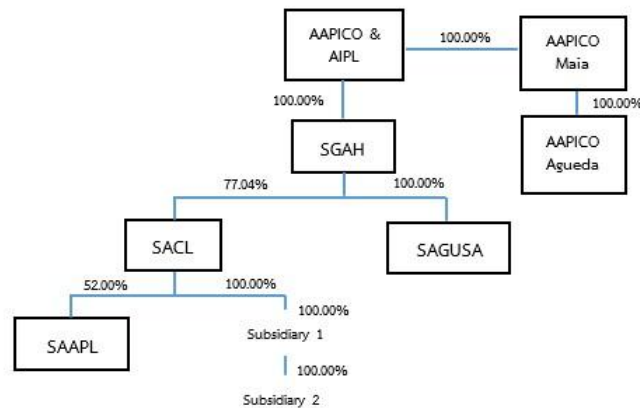 AAPICO &
AIPL
100.00%
AAPICO
Maia
100.00%
100.00%
SGAH
AAPICO
Agueda
77.04%
100.00%
SACL
SAGUSA
52.00%
100.00%
100.00%
SAAPL
Subsidiary 1
100.00%
Subsidiary 2